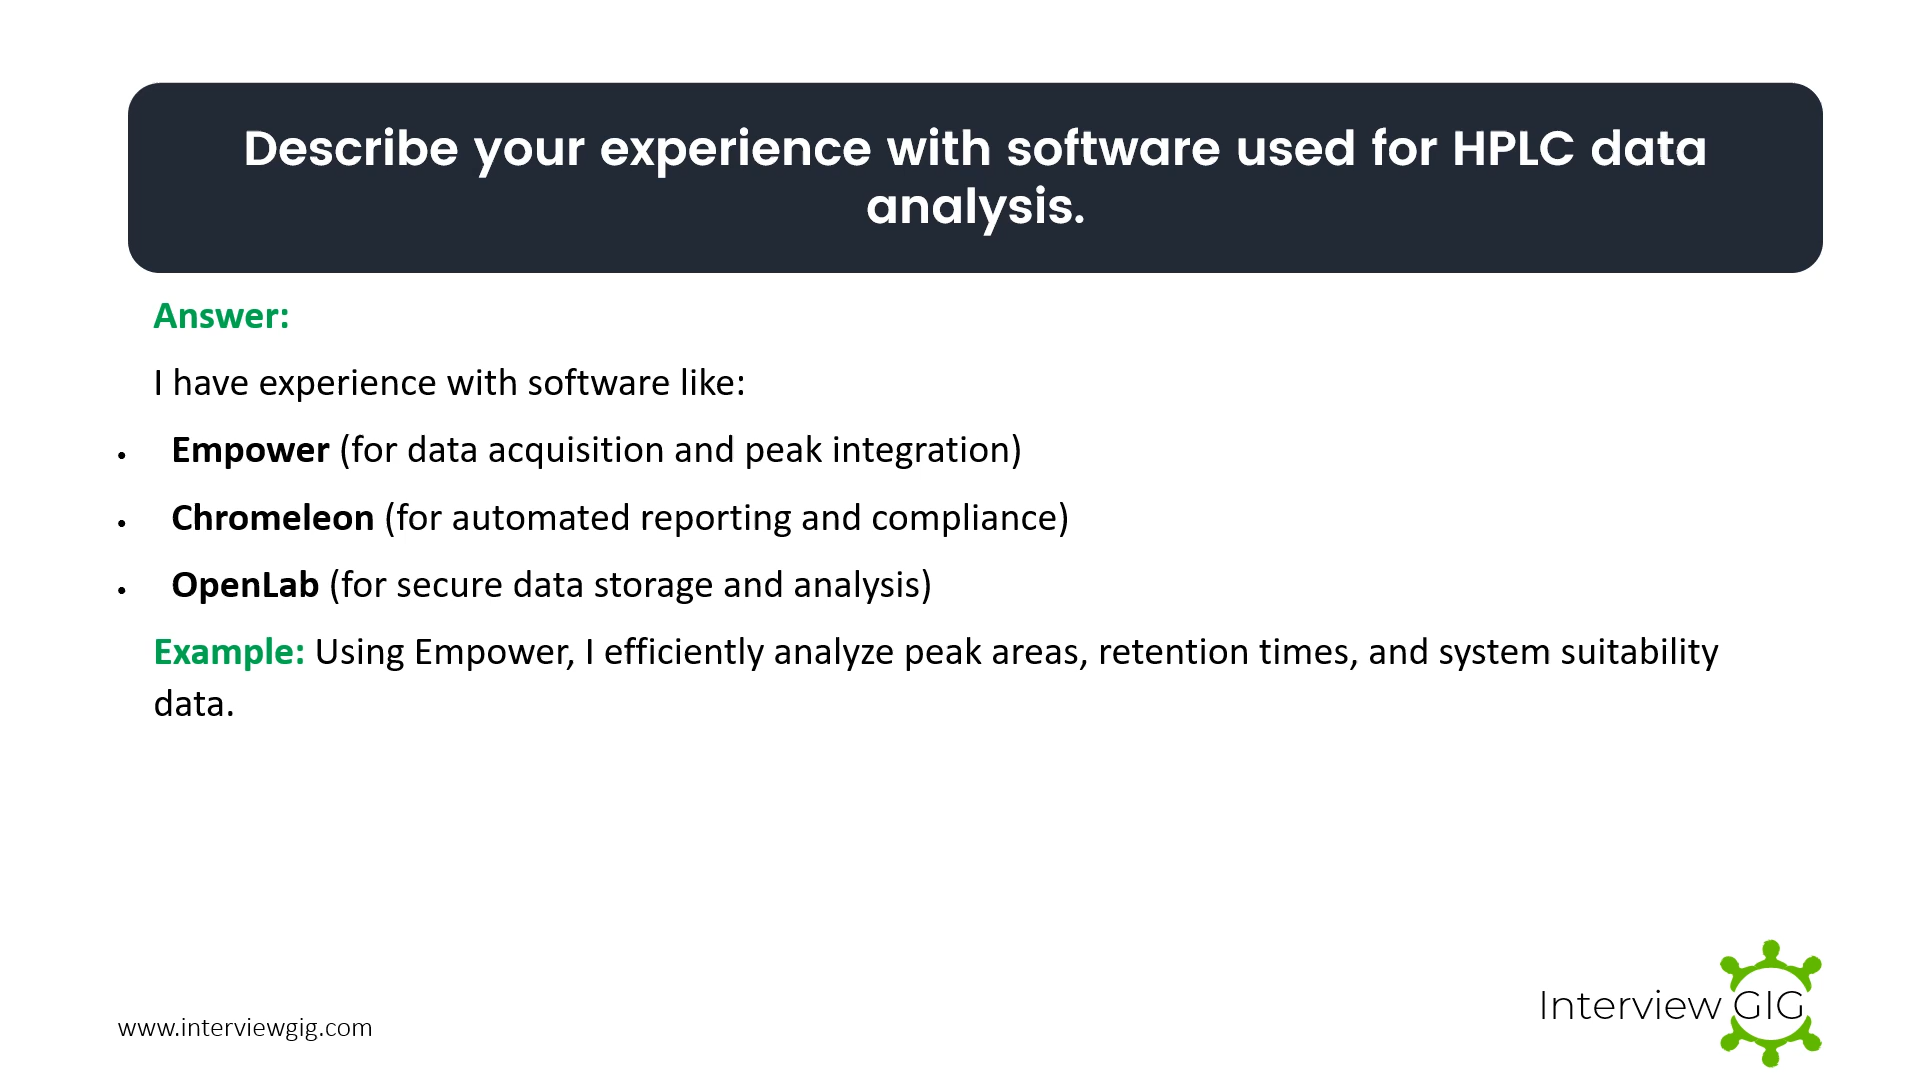 Describe your experience with software used for HPLC data
analysis.
Answer:
I have experience with software like:
• Empower (for data acquisition and peak integration)
• Chromeleon (for automated reporting and compliance)
• OpenLab (for secure data storage and analysis)
Example: Using Empower, I efficiently analyze peak areas, retention times, and system suitability
data.
www.interviewgig.com
Interview GIG